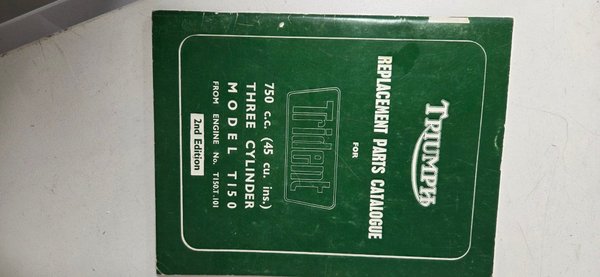 TRIUMPH
REPLACEMENT PARTS CATALOGUE
FOR
Trident
750 c.c. (45 cu. ins.)
THREE CYLINDER
MODEL T150
FROM ENGINE No. T150.T.101
2nd Edition